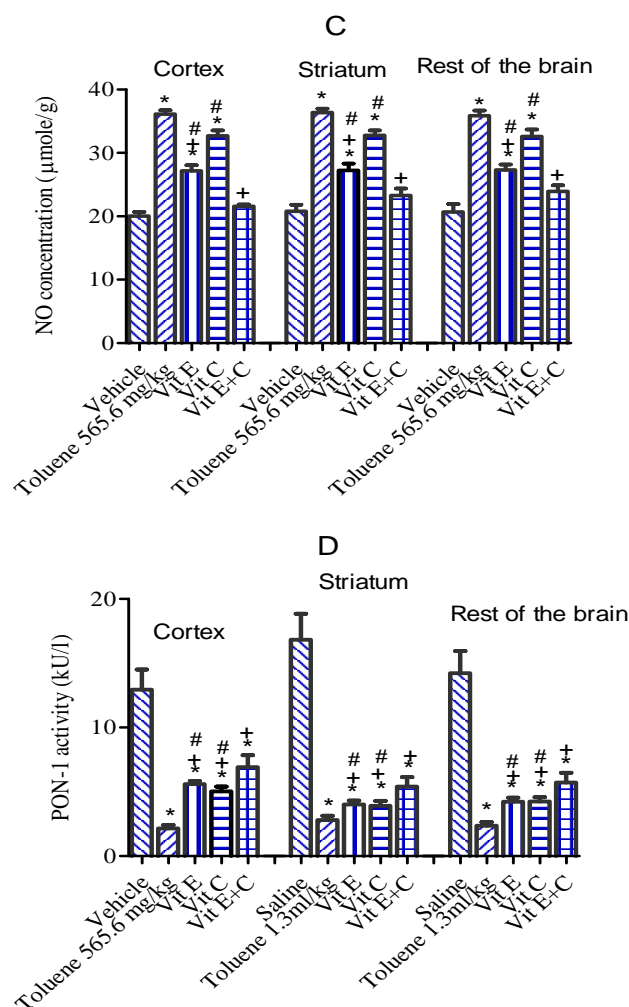 C
Cortex
Striatum
Rest of the brain
NO concentration (μmole/g)
40
30
20
10
0
*
#
+
*
#
*
+
*
#
+
*
#
*
+
*
#
+
*
#
*
+
Vehicle
Toluene 565.6 mg/kg
Vit E
Vit C
Vit E+C
Vehicle
Toluene 565.6 mg/kg
Vit E
Vit C
Vit E+C
Vehicle
Toluene 565.6 mg/kg
Vit E
Vit C
Vit E+C
D
Cortex
Striatum
Rest of the brain
PON-1 activity (kU/l)
20
10
0
*
#
+
*
#
+
*
+
*
*
#
+
*
#
+
*
+
*
*
#
+
*
#
+
*
+
*
Vehicle
Toluene 565.6 mg/kg
Vit E
Vit C
Vit E+C
Saline
Toluene 1.3ml/kg
Vit E
Vit C
Vit E+C
Saline
Toluene 1.3ml/kg
Vit E
Vit C
Vit E+C